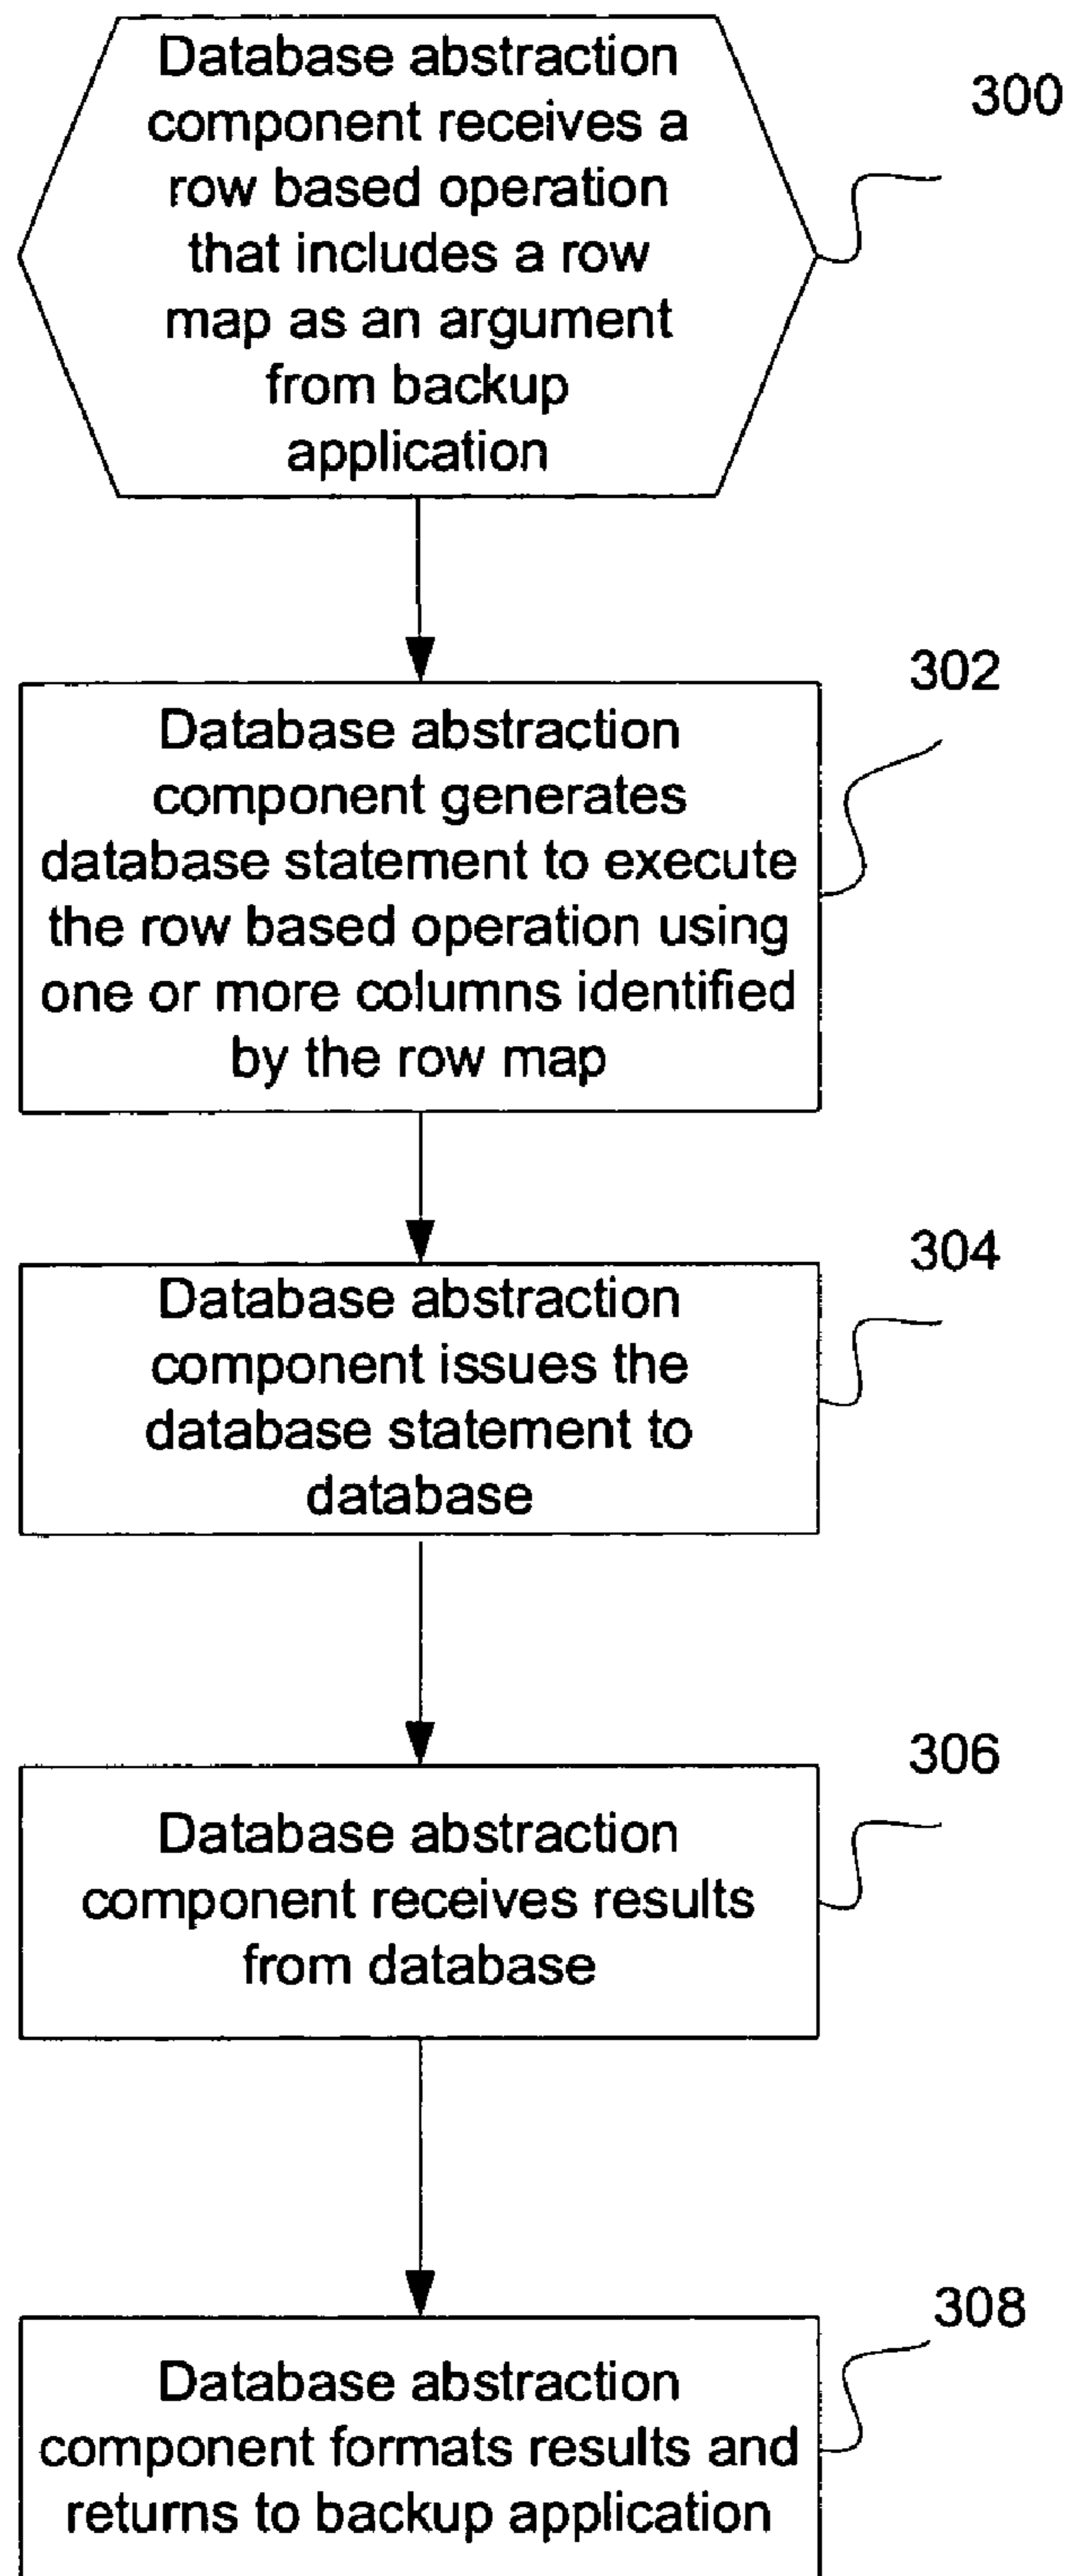 Database abstraction
component receives a
row based operation
that includes a row
map as an argument
from backup
application
300
302
Database abstraction
component generates
database statement to execute
the row based operation using
one or more columns identified
by the row map
304
Database abstraction
component issues the
database statement to
database
306
Database abstraction
component receives results
from database
308
Database abstraction
component formats results and
returns to backup application